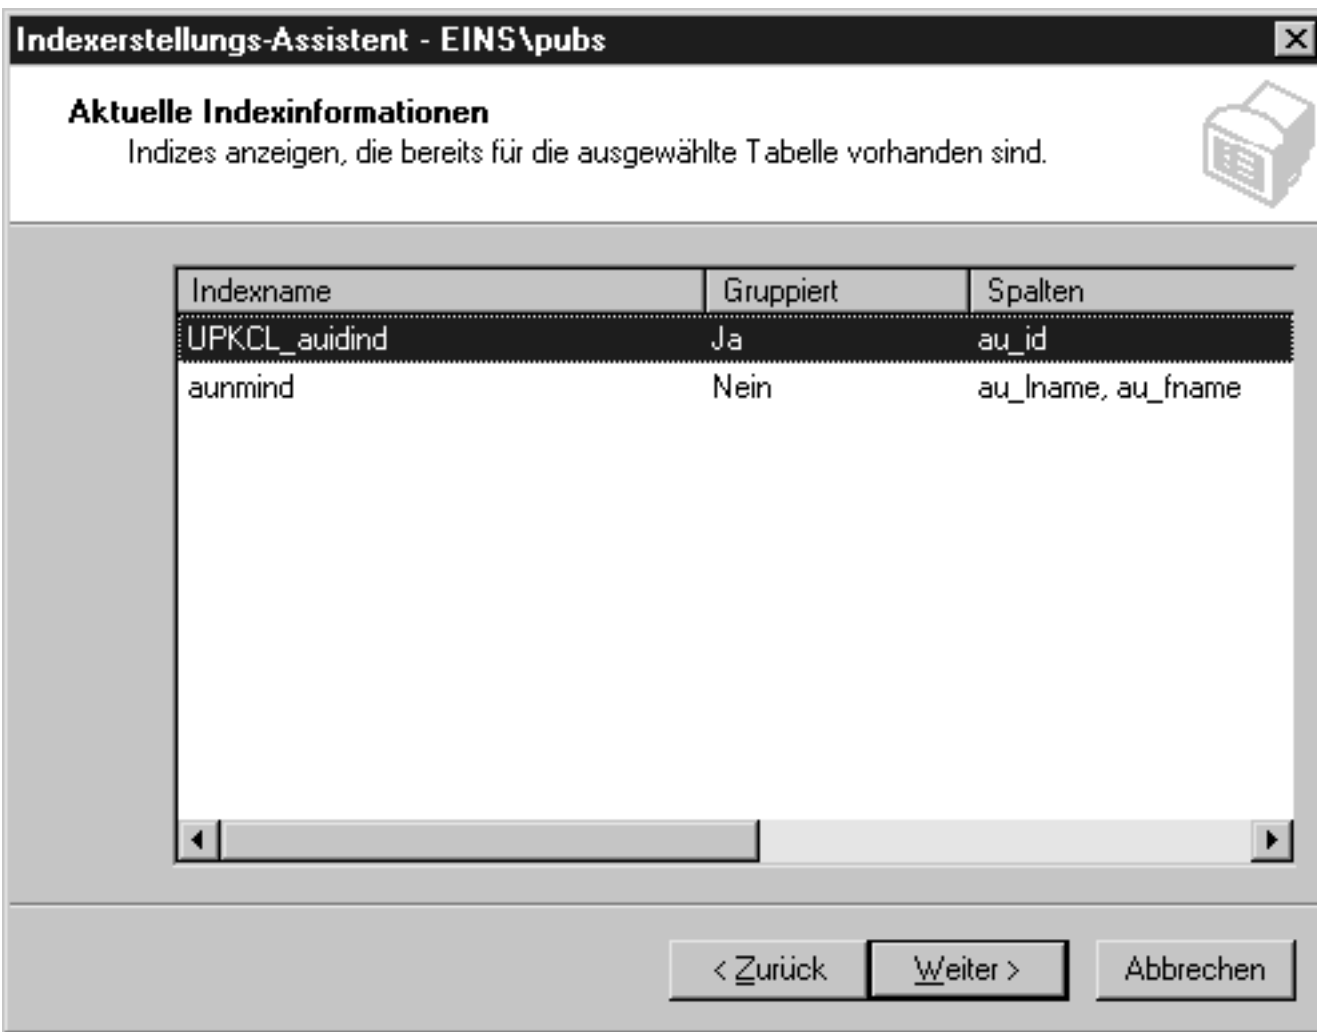 Indexerstellungs-Assistent - EINS\pubs
Aktuelle Indexinformationen
Indizes anzeigen, die bereits für die ausgewählte Tabelle vorhanden sind.
Indexname Gruppiert Spalten
UPKCL_auidind Ja au_id
aunmind Nein au_lname, au_fname
< Zurück Weiter > Abbrechen